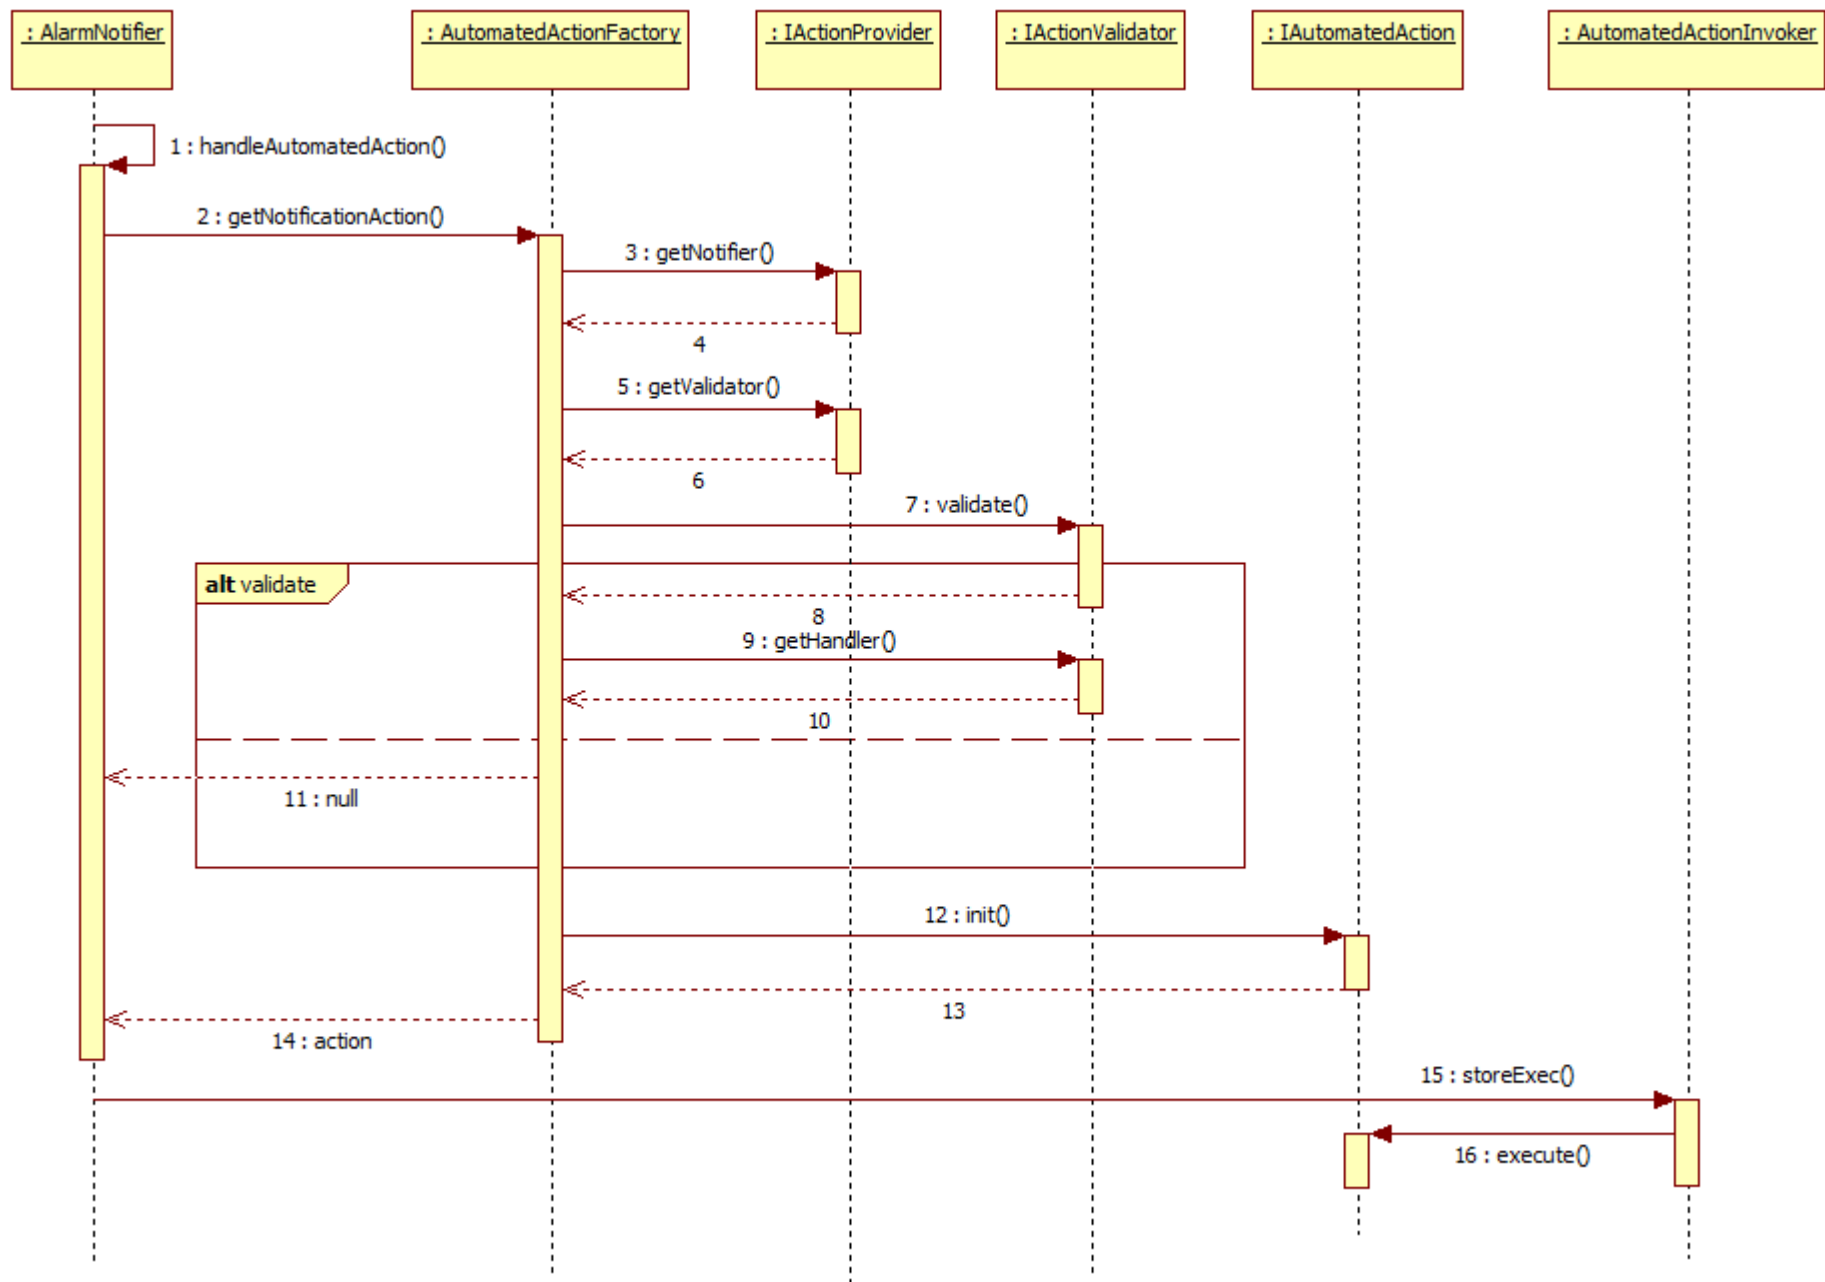 : AlarmNotifier
: AutomatedActionFactory
: IActionProvider
: IActionValidator
: IAutomatedAction
: AutomatedActionInvoker
1 : handleAutomatedAction()
2 : getNotificationAction()
3 : getNotifier()
4
5 : getValidator()
6
7 : validate()
alt validate
8
9 : getHandler()
10
11 : null
12 : init()
13
14 : action
15 : storeExec()
16 : execute()